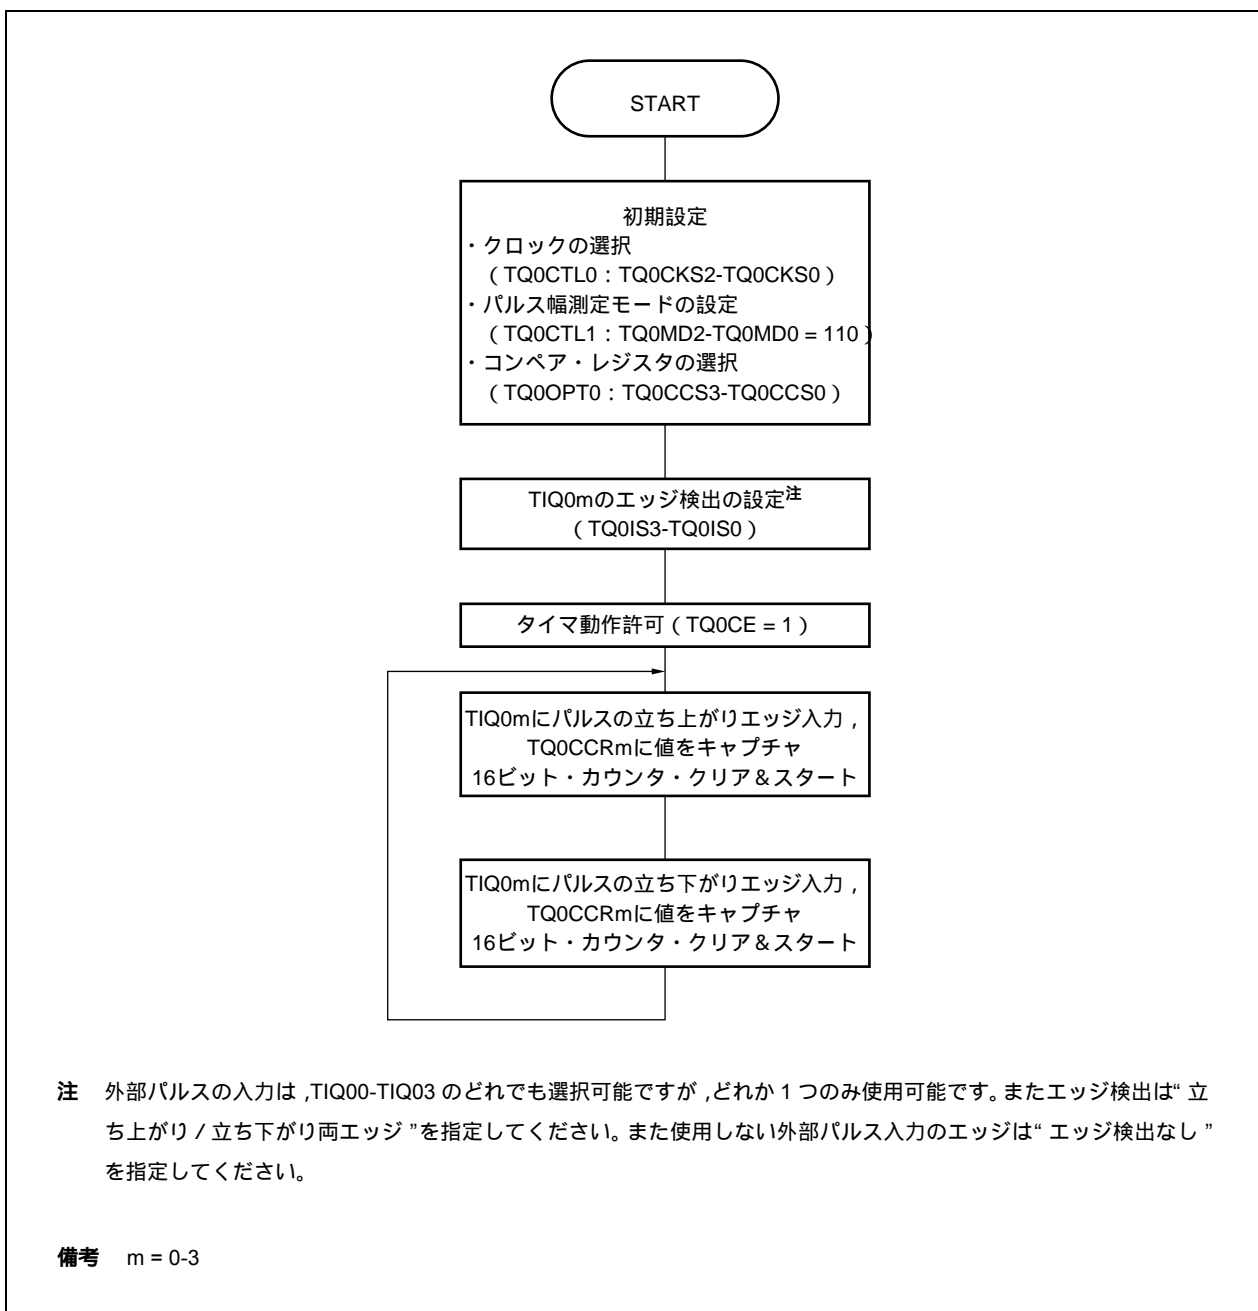 START
初期設定
・クロックの選択
（TQ0CTL0：TQ0CKS2-TQ0CKS0）
・パルス幅測定モードの設定
（TQ0CTL1：TQ0MD2-TQ0MD0 = 110）
・コンペア・レジスタの選択
（TQ0OPT0：TQ0CCS3-TQ0CCS0）
TIQ0mのエッジ検出の設定注
（TQ0IS3-TQ0IS0）
タイマ動作許可（TQ0CE = 1）
TIQ0mにパルスの立ち上がりエッジ入力，
TQ0CCRmに値をキャプチャ
16ビット・カウンタ・クリア＆スタート
TIQ0mにパルスの立ち下がりエッジ入力，
TQ0CCRmに値をキャプチャ
16ビット・カウンタ・クリア＆スタート
注 外部パルスの入力は，TIQ00-TIQ03 のどれでも選択可能ですが，どれか 1 つのみ使用可能です。またエッジ検出は“立
ち上がり / 立ち下がり両エッジ”を指定してください。また使用しない外部パルス入力のエッジは“エッジ検出なし”
を指定してください。
備考 m = 0-3